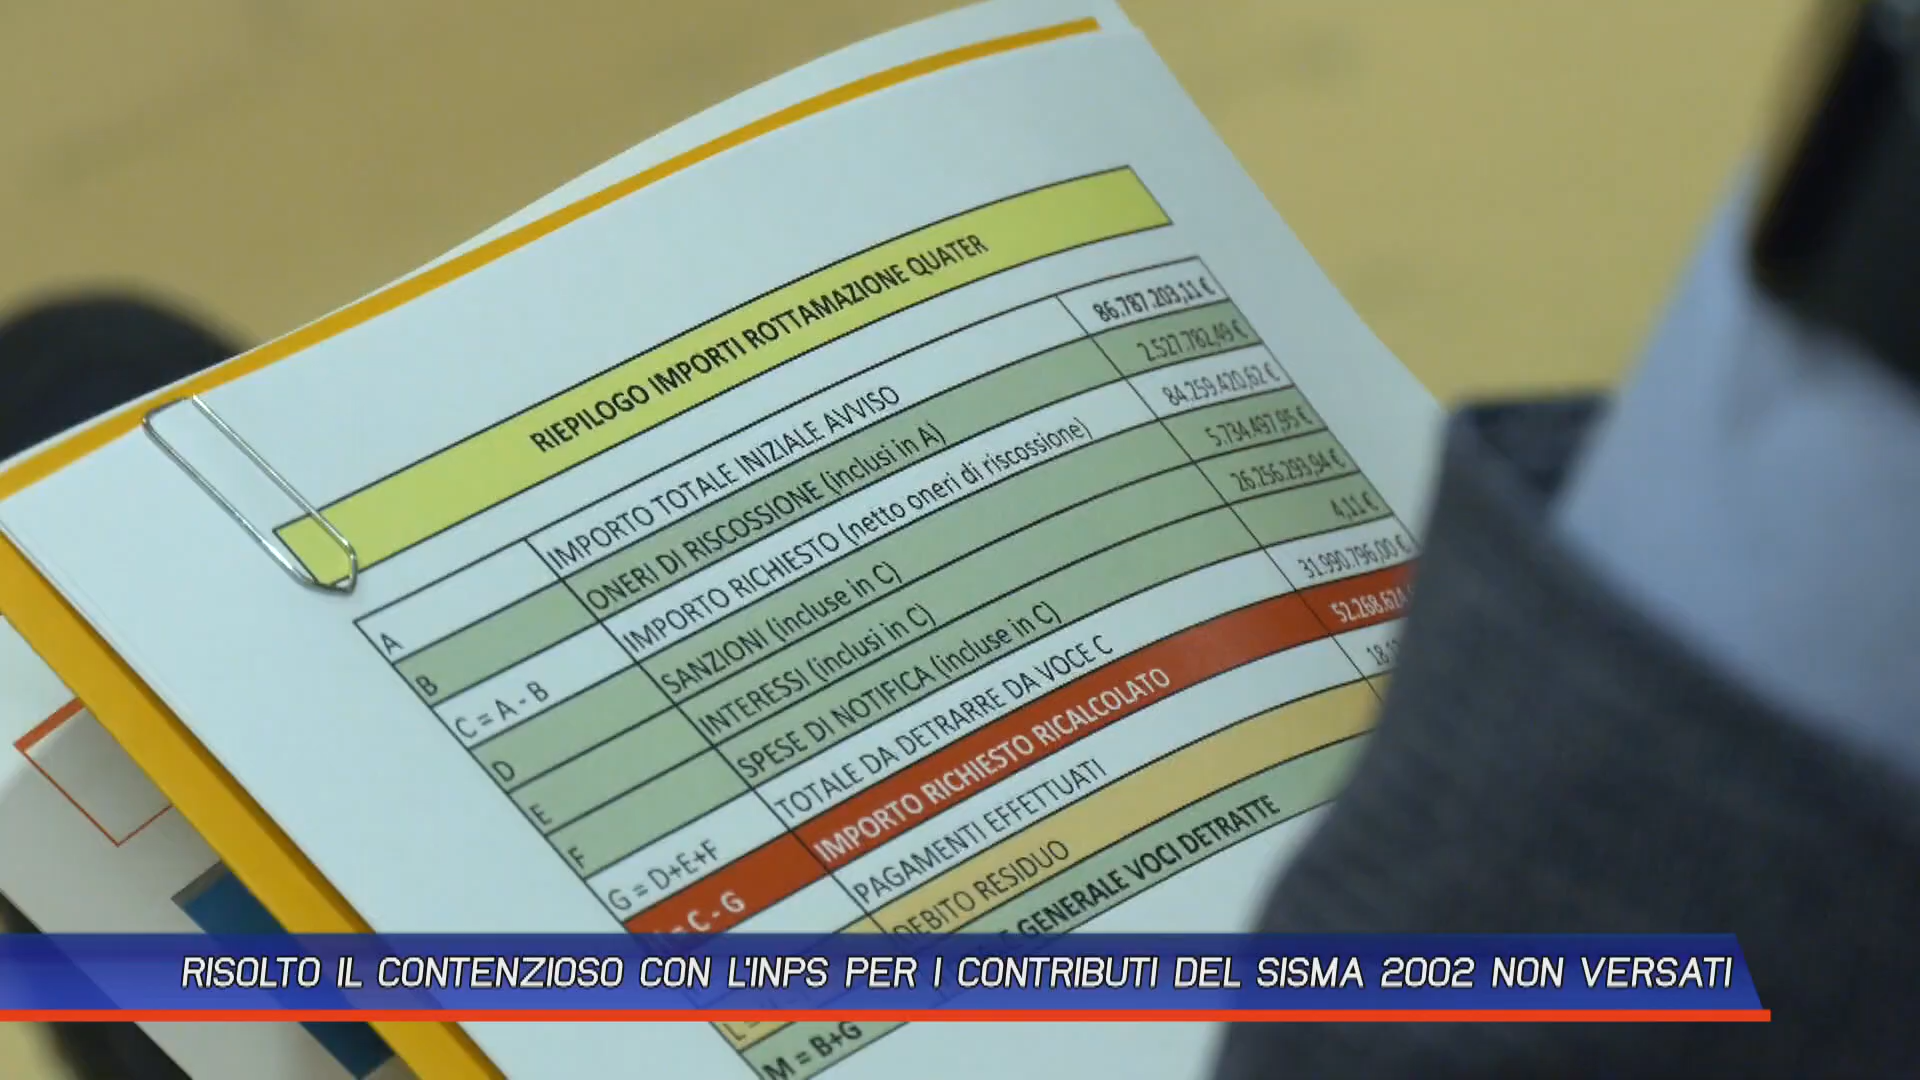 RIEPILOGO IMPORTI ROTTAMAZIONE QUATER
A IMPORTO TOTALE INIZIALE AVVISO 86.787.203,11 €
B ONERI DI RISCOSSIONE (inclusi in A) 2.527.782,49 €
C = A - B IMPORTO RICHIESTO (netto oneri di riscossione) 84.259.420,62 €
D SANZIONI (incluse in C) 5.734.497,95 €
E INTERESSI (inclusi in C) 26.256.293,94 €
F SPESE DI NOTIFICA (incluse in C) 4,11 €
G = D+E+F TOTALE DA DETRARRE DA VOCE C 31.990.796,00 €
= C - G IMPORTO RICHIESTO RICALCOLATO 52.268.624
PAGAMENTI EFFETTUATI
DEBITO RESIDUO
M = B+G GENERALE VOCI DETRATTE
RISOLTO IL CONTENZIOSO CON L'INPS PER I CONTRIBUTI DEL SISMA 2002 NON VERSATI